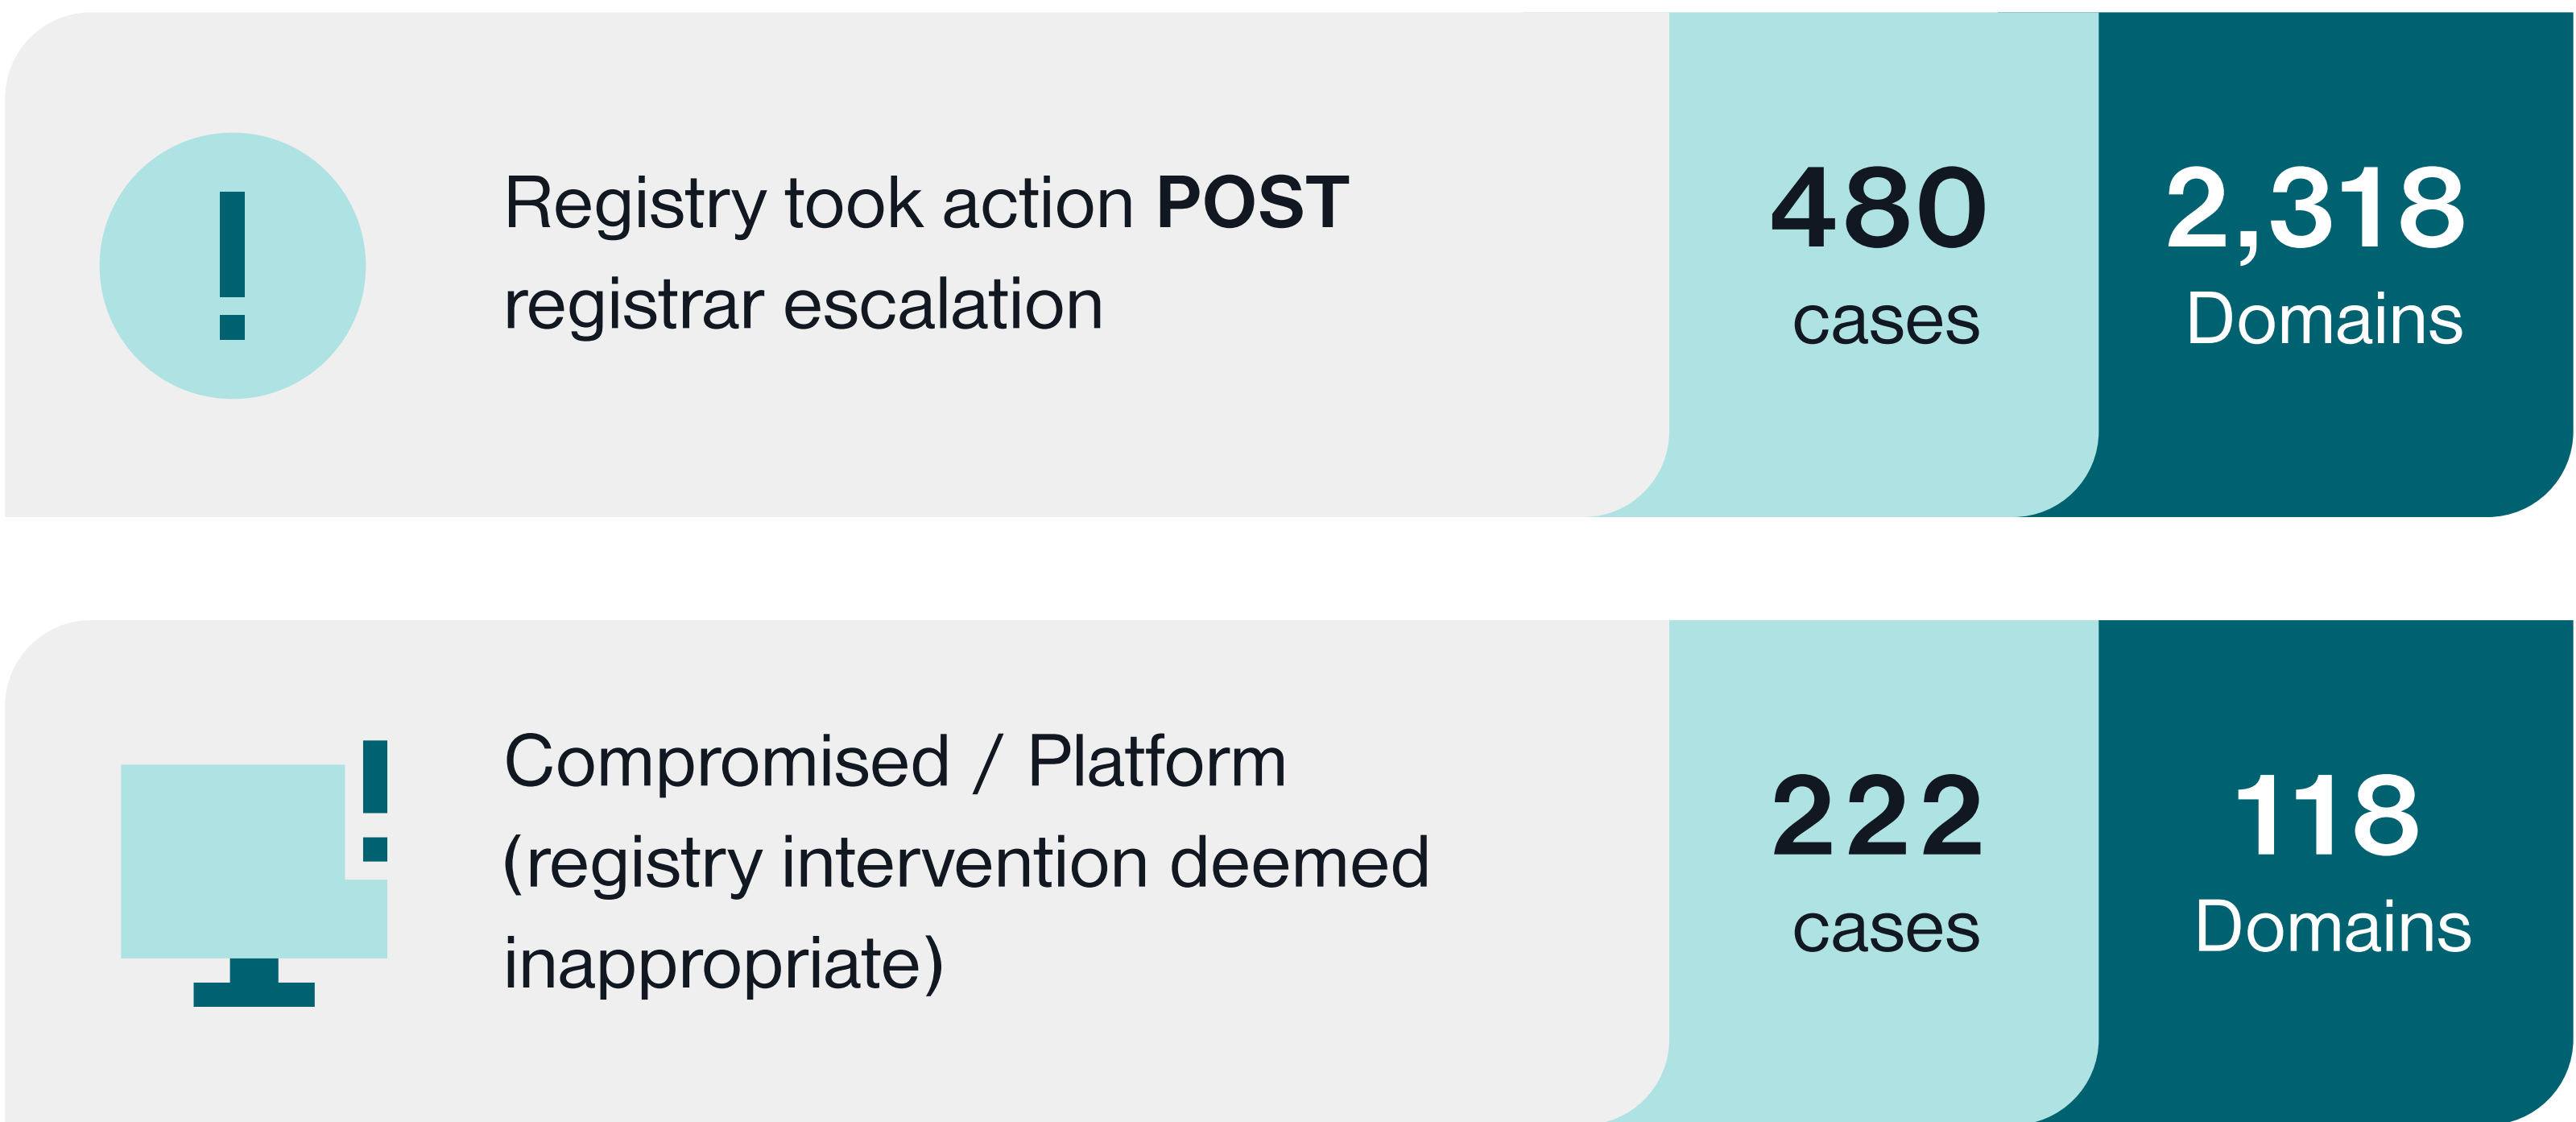 Registry took action POST
registrar escalation
480
cases
2,318
Domains
Compromised / Platform
(registry intervention deemed
inappropriate)
222
cases
118
Domains